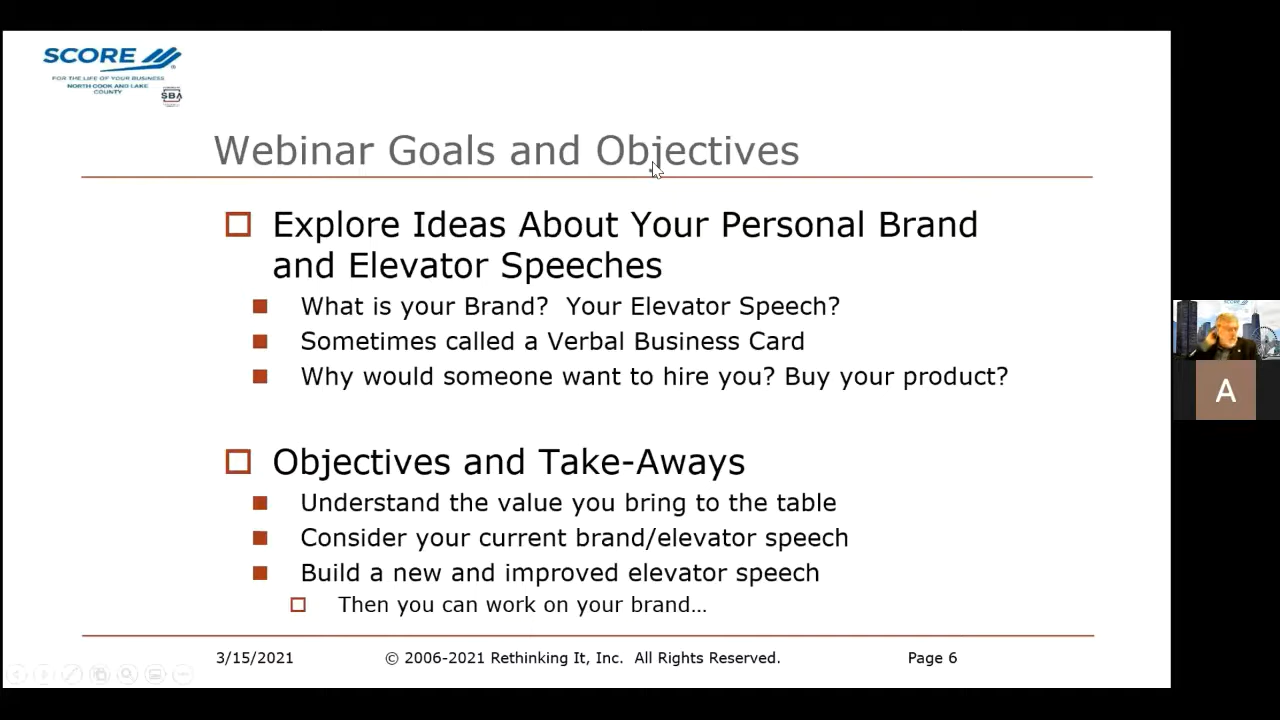 SCORE
FOR THE LIFE OF YOUR BUSINESS
NORTH COOK AND LAKE
COUNTY
SBA
Webinar Goals and Objectives
Explore Ideas About Your Personal Brand
and Elevator Speeches
What is your Brand?  Your Elevator Speech?
Sometimes called a Verbal Business Card
Why would someone want to hire you? Buy your product?
Objectives and Take-Aways
Understand the value you bring to the table
Consider your current brand/elevator speech
Build a new and improved elevator speech
Then you can work on your brand…
3/15/2021
© 2006-2021 Rethinking It, Inc.  All Rights Reserved.
Page 6
A